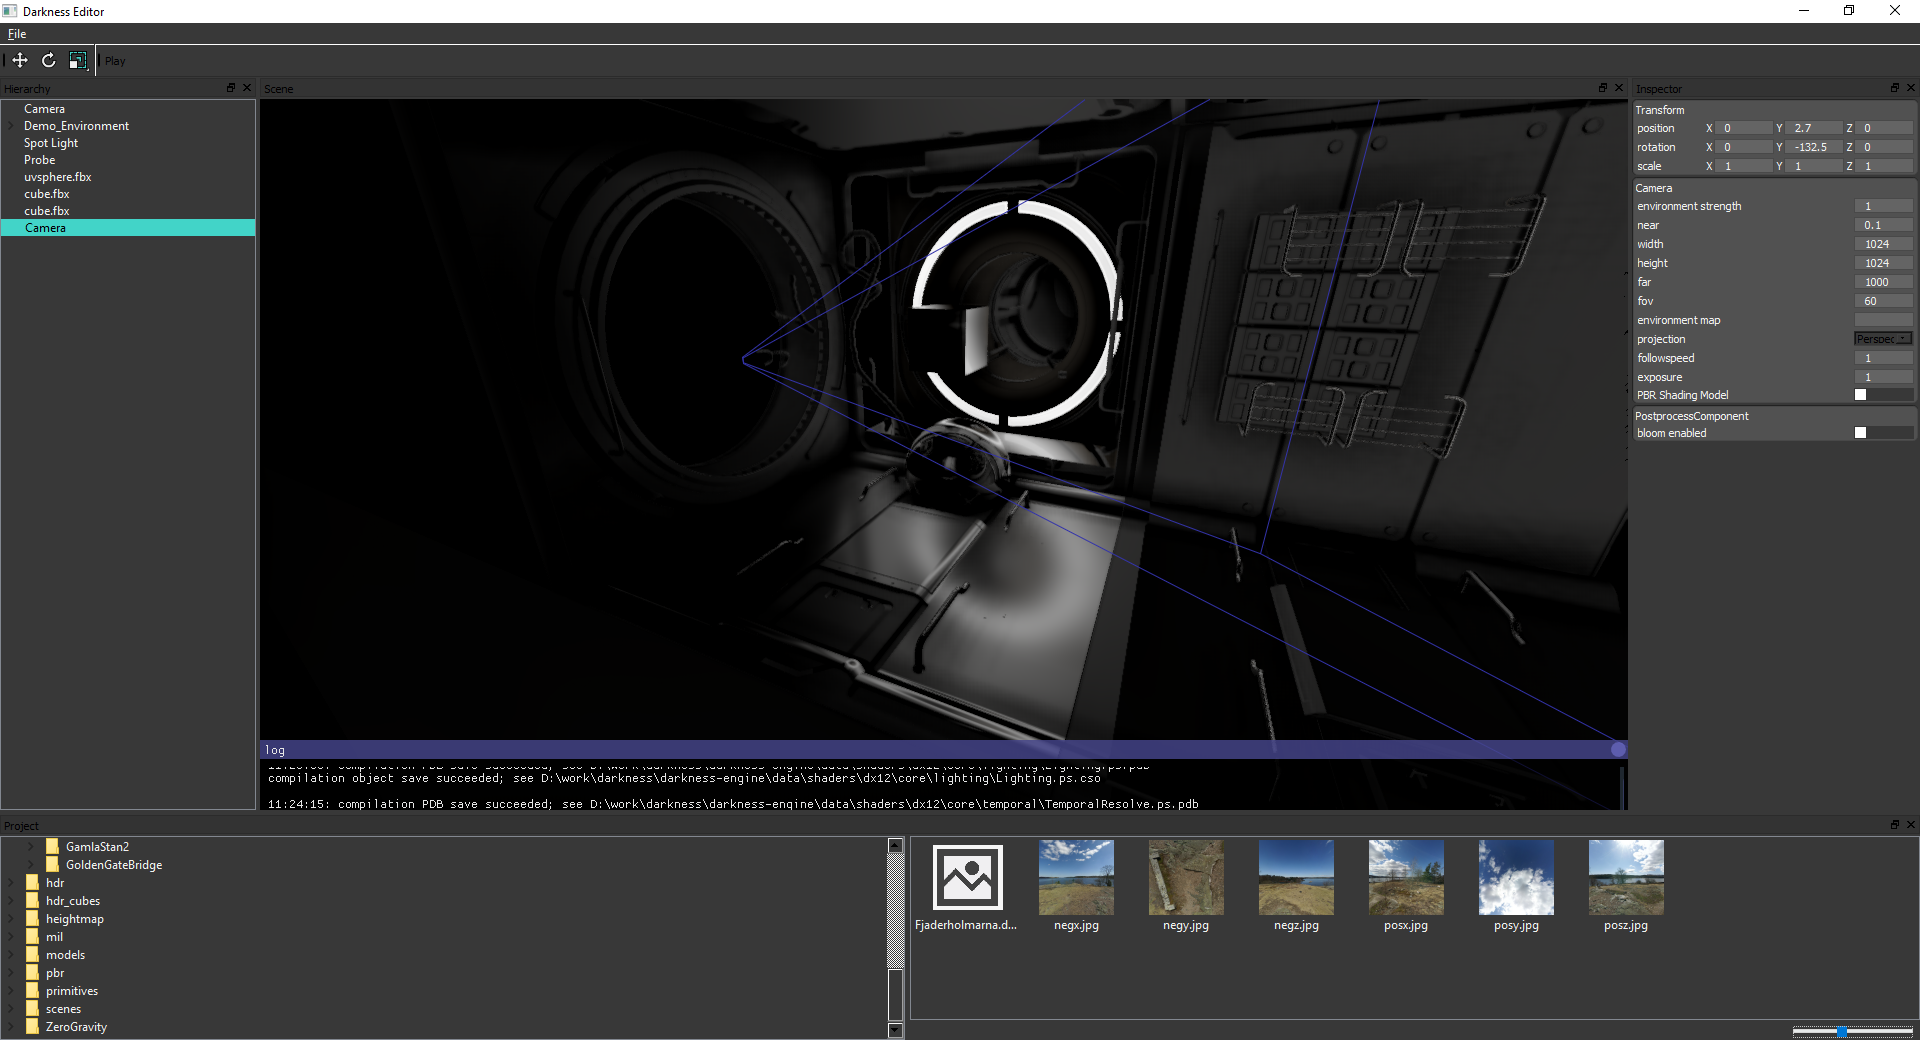 Darkness Editor
File
Play
Hierarchy
Camera
Demo_Environment
Spot Light
Probe
uvsphere.fbx
cube.fbx
cube.fbx
Camera
Scene
log
compilation object save succeeded; see D:\work\darkness\darkness-engine\data\shaders\dx12\core\lighting\Lighting.ps.cso
11:24:15: compilation PDB save succeeded; see D:\work\darkness\darkness-engine\data\shaders\dx12\core\temporal\TemporalResolve.ps.pdb
Inspector
Transform
position X 0 Y 2.7 Z 0
rotation X 0 Y -132.5 Z 0
scale X 1 Y 1 Z 1
Camera
environment strength 1
near 0.1
width 1024
height 1024
far 1000
fov 60
environment map
projection Perspec
followspeed 1
exposure 1
PBR Shading Model
PostprocessComponent
bloom enabled
Project
GamlaStan2
GoldenGateBridge
hdr
hdr_cubes
heightmap
mil
models
pbr
primitives
scenes
ZeroGravity
Fjaderholmarna.d...
negx.jpg
negy.jpg
negz.jpg
posx.jpg
posy.jpg
posz.jpg